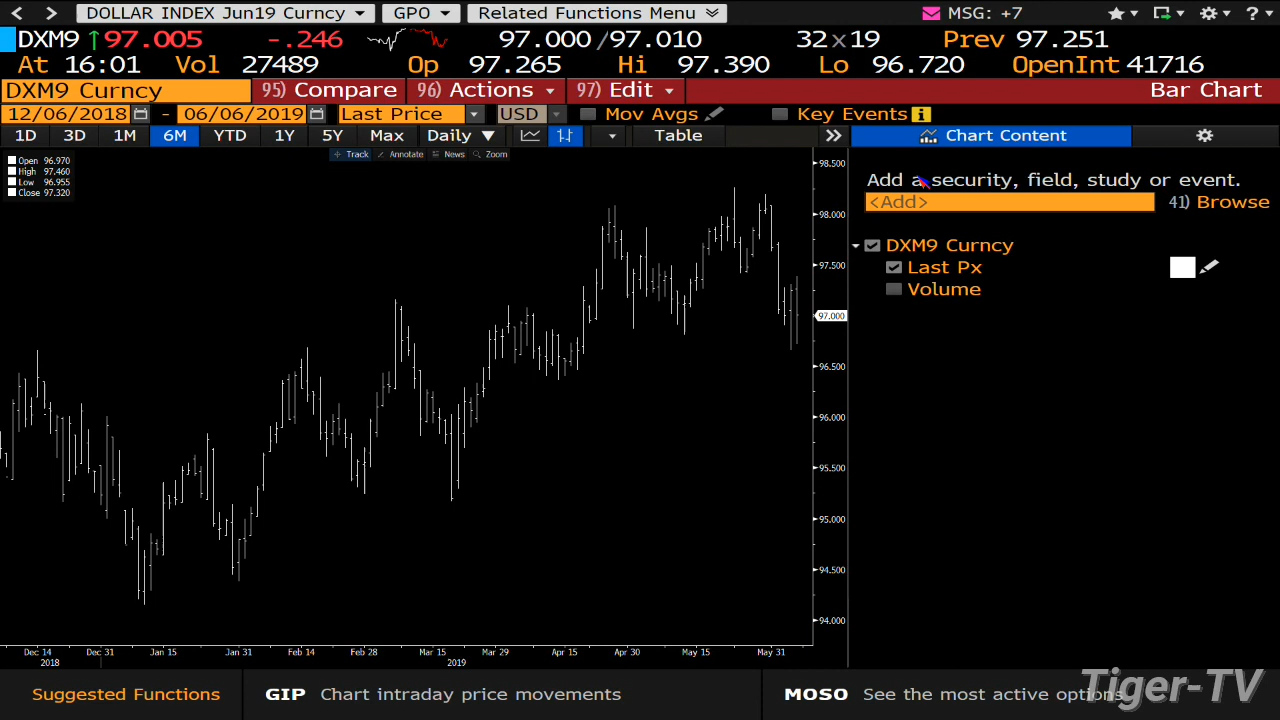 DOLLAR INDEX Jun19 Curncy GPO Related Functions Menu MSG: +7 ?
DXM9 ↑97.005 -.246 97.000/97.010 32x19 Prev 97.251
At 16:01 Vol 27489 Op 97.265 Hi 97.390 Lo 96.720 OpenInt 41716
DXM9 Curncy 95) Compare 96) Actions 97) Edit Bar Chart
12/06/2018 - 06/06/2019 Last Price USD Mov Avgs Key Events i
1D 3D 1M 6M YTD 1Y 5Y Max Daily ▼ Table >> Chart Content
Track Annotate News Zoom
Open 96.970
High 97.460
Low 96.955
Close 97.320
Add a security, field, study or event.
<Add> 41) Browse
DXM9 Curncy
Last Px
Volume
98.500
98.000
97.500
97.000
96.500
96.000
95.500
95.000
94.500
94.000
Dec 14 Dec 31 Jan 15 Jan 31 Feb 14 Feb 28 Mar 15 Mar 29 Apr 15 Apr 30 May 15 May 31
2018 2019
Suggested Functions GIP Chart intraday price movements MOSO See the most active options
Tiger-TV